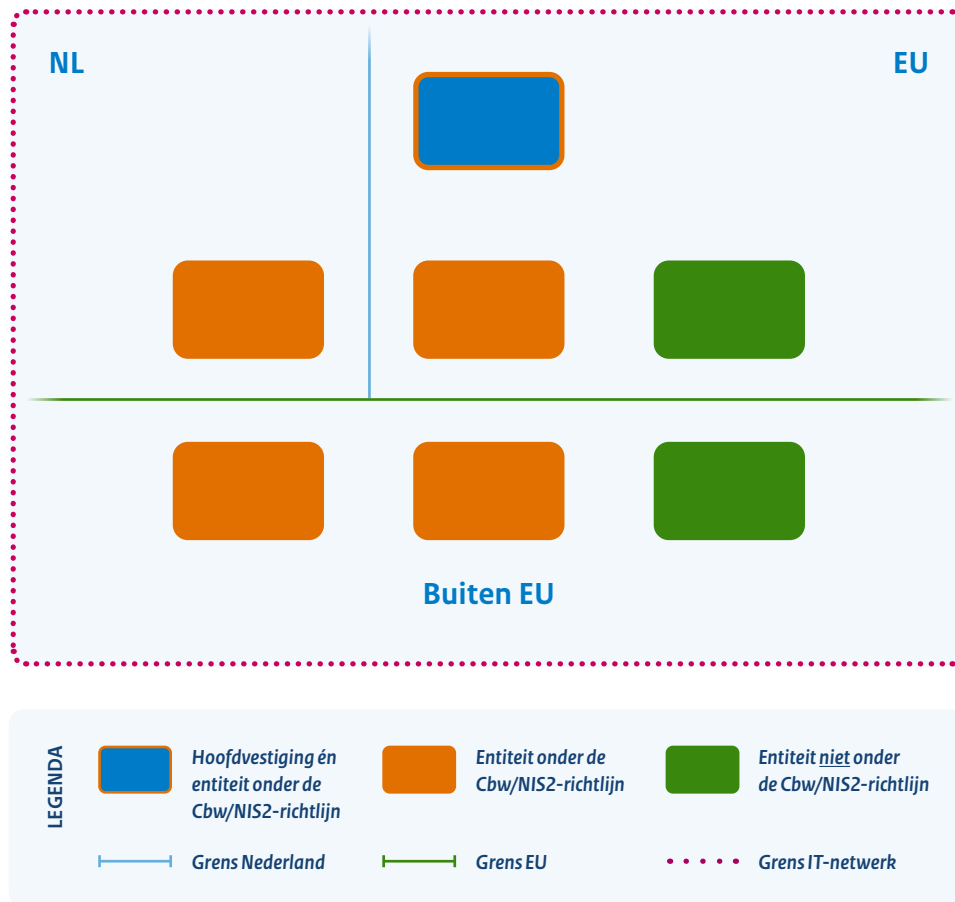 NL
EU
Buiten EU
LEGENDA
Hoofdvestiging én
entiteit onder de
Cbw/NIS2-richtlijn
Entiteit onder de
Cbw/NIS2-richtlijn
Entiteit niet onder
de Cbw/NIS2-richtlijn
Grens Nederland
Grens EU
Grens IT-netwerk